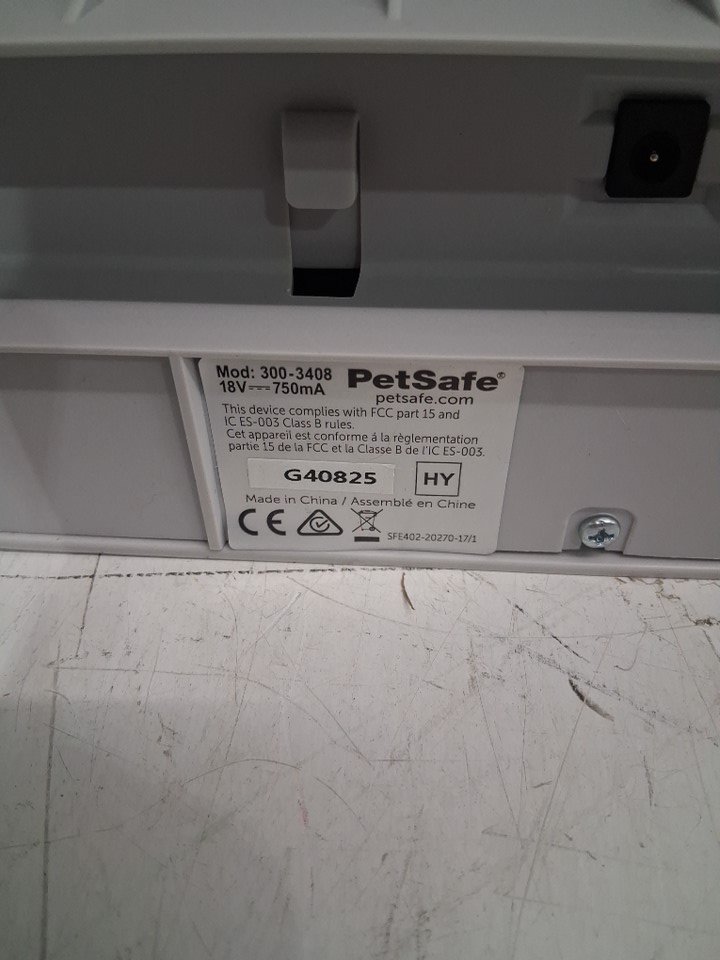 Mod: 300-3408
18V⎓750mA
PetSafe®
petsafe.com
This device complies with FCC part 15 and
IC ES-003 Class B rules.
Cet appareil est conforme á la règlementation
partie 15 de la FCC et la Classe B de l'IC ES-003.
G40825
HY
Made in China / Assemblé en Chine
CE
SFE402-20270-17/1